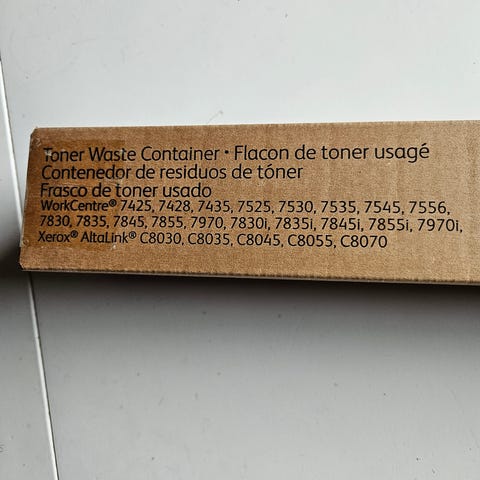 Toner Waste Container • Flacon de toner usagé
Contenedor de residuos de tóner
Frasco de toner usado
WorkCentre® 7425, 7428, 7435, 7525, 7530, 7535, 7545, 7556,
7830, 7835, 7845, 7855, 7970, 7830i, 7835i, 7845i, 7855i, 7970i,
Xerox® AltaLink® C8030, C8035, C8045, C8055, C8070